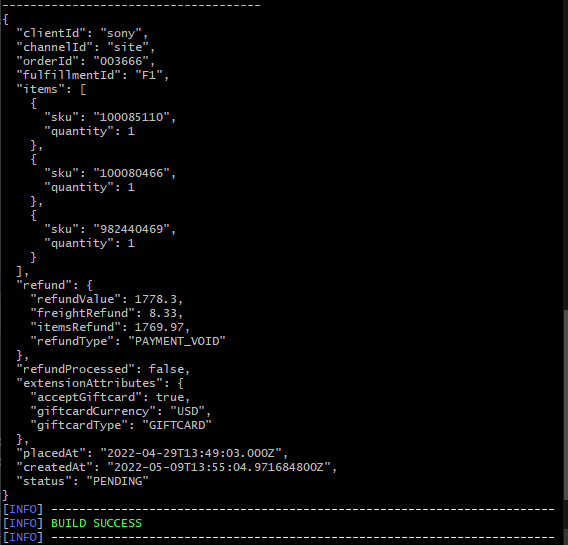 -----------------------------------
{
  "clientId": "sony",
  "channelId": "site",
  "orderId": "003666",
  "fulfillmentId": "F1",
  "items": [
    {
      "sku": "100085110",
      "quantity": 1
    },
    {
      "sku": "100080466",
      "quantity": 1
    },
    {
      "sku": "982440469",
      "quantity": 1
    }
  ],
  "refund": {
    "refundValue": 1778.3,
    "freightRefund": 8.33,
    "itemsRefund": 1769.97,
    "refundType": "PAYMENT_VOID"
  },
  "refundProcessed": false,
  "extensionAttributes": {
    "acceptGiftcard": true,
    "giftcardCurrency": "USD",
    "giftcardType": "GIFTCARD"
  },
  "placedAt": "2022-04-29T13:49:03.000Z",
  "createdAt": "2022-05-09T13:55:04.971684800Z",
  "status": "PENDING"
}
[INFO] ------------------------------------------------------------------------
[INFO] BUILD SUCCESS
[INFO] ------------------------------------------------------------------------